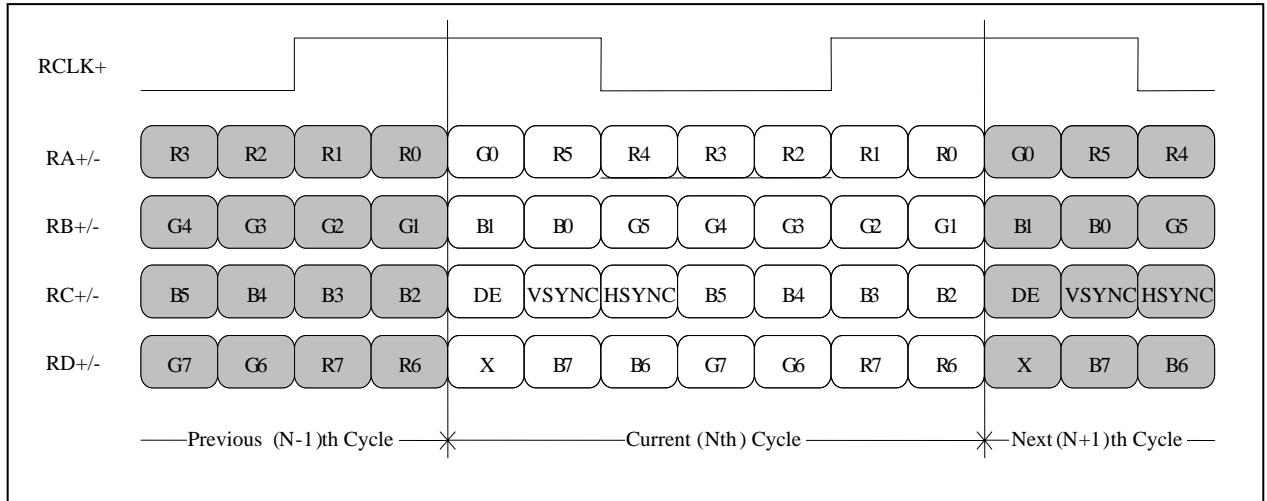 RCLK+
RA+/- R3 R2 R1 R0 G0 R5 R4 R3 R2 R1 R0 G0 R5 R4
RB+/- G4 G3 G2 G1 B1 B0 G5 G4 G3 G2 G1 B1 B0 G5
RC+/- B5 B4 B3 B2 DE VSYNC HSYNC B5 B4 B3 B2 DE VSYNC HSYNC
RD+/- G7 G6 R7 R6 X B7 B6 G7 G6 R7 R6 X B7 B6
Previous (N-1)th Cycle Current (Nth) Cycle Next (N+1)th Cycle